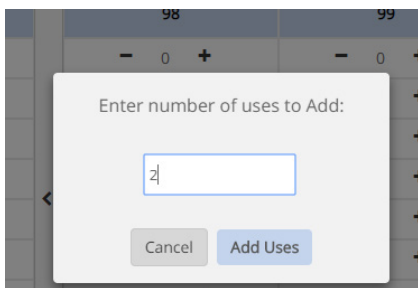 98 99
− 0 + − 0 +
Enter number of uses to Add:
2
Cancel Add Uses